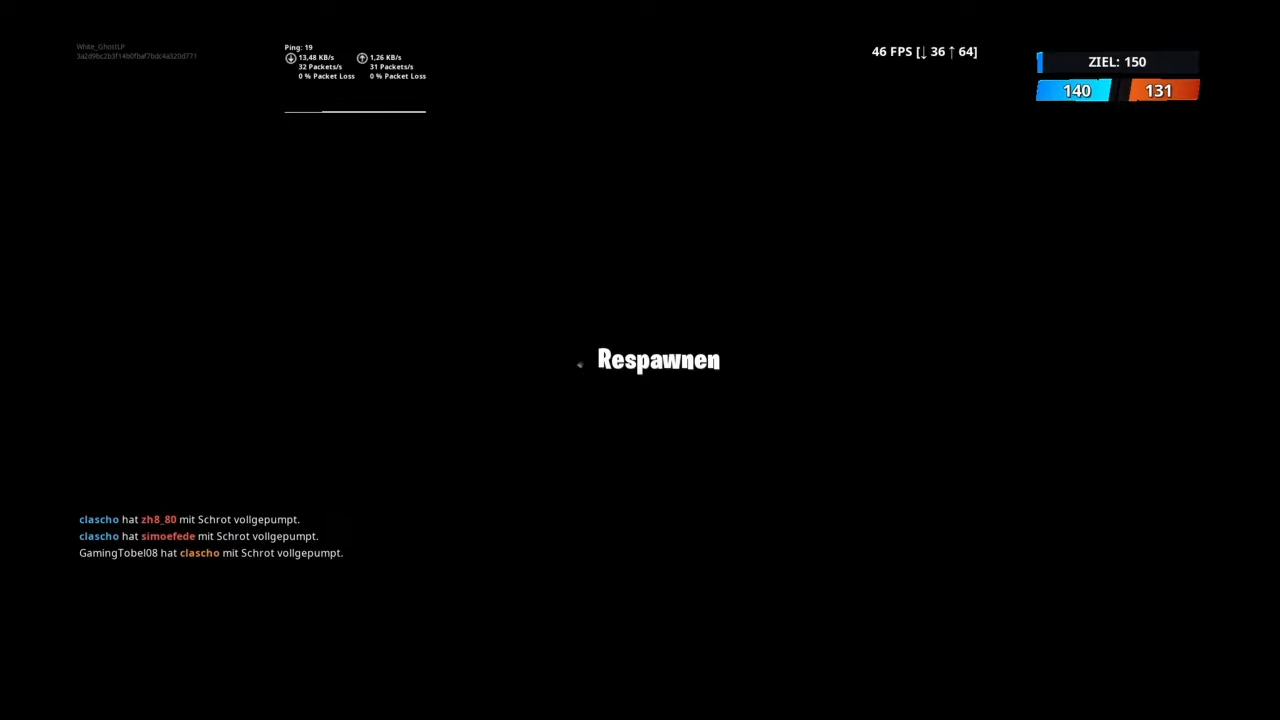 White_GhostLP
3a2d9bc2b3f14b0fbaf7bdc4a320d771
Ping: 19
13,48 KB/s 1,26 KB/s
32 Packets/s 31 Packets/s
0 % Packet Loss 0 % Packet Loss
46 FPS [↓ 36 ↑ 64]
ZIEL: 150
140 131
Respawnen
clascho hat zh8_80 mit Schrot vollgepumpt.
clascho hat simoefede mit Schrot vollgepumpt.
GamingTobel08 hat clascho mit Schrot vollgepumpt.